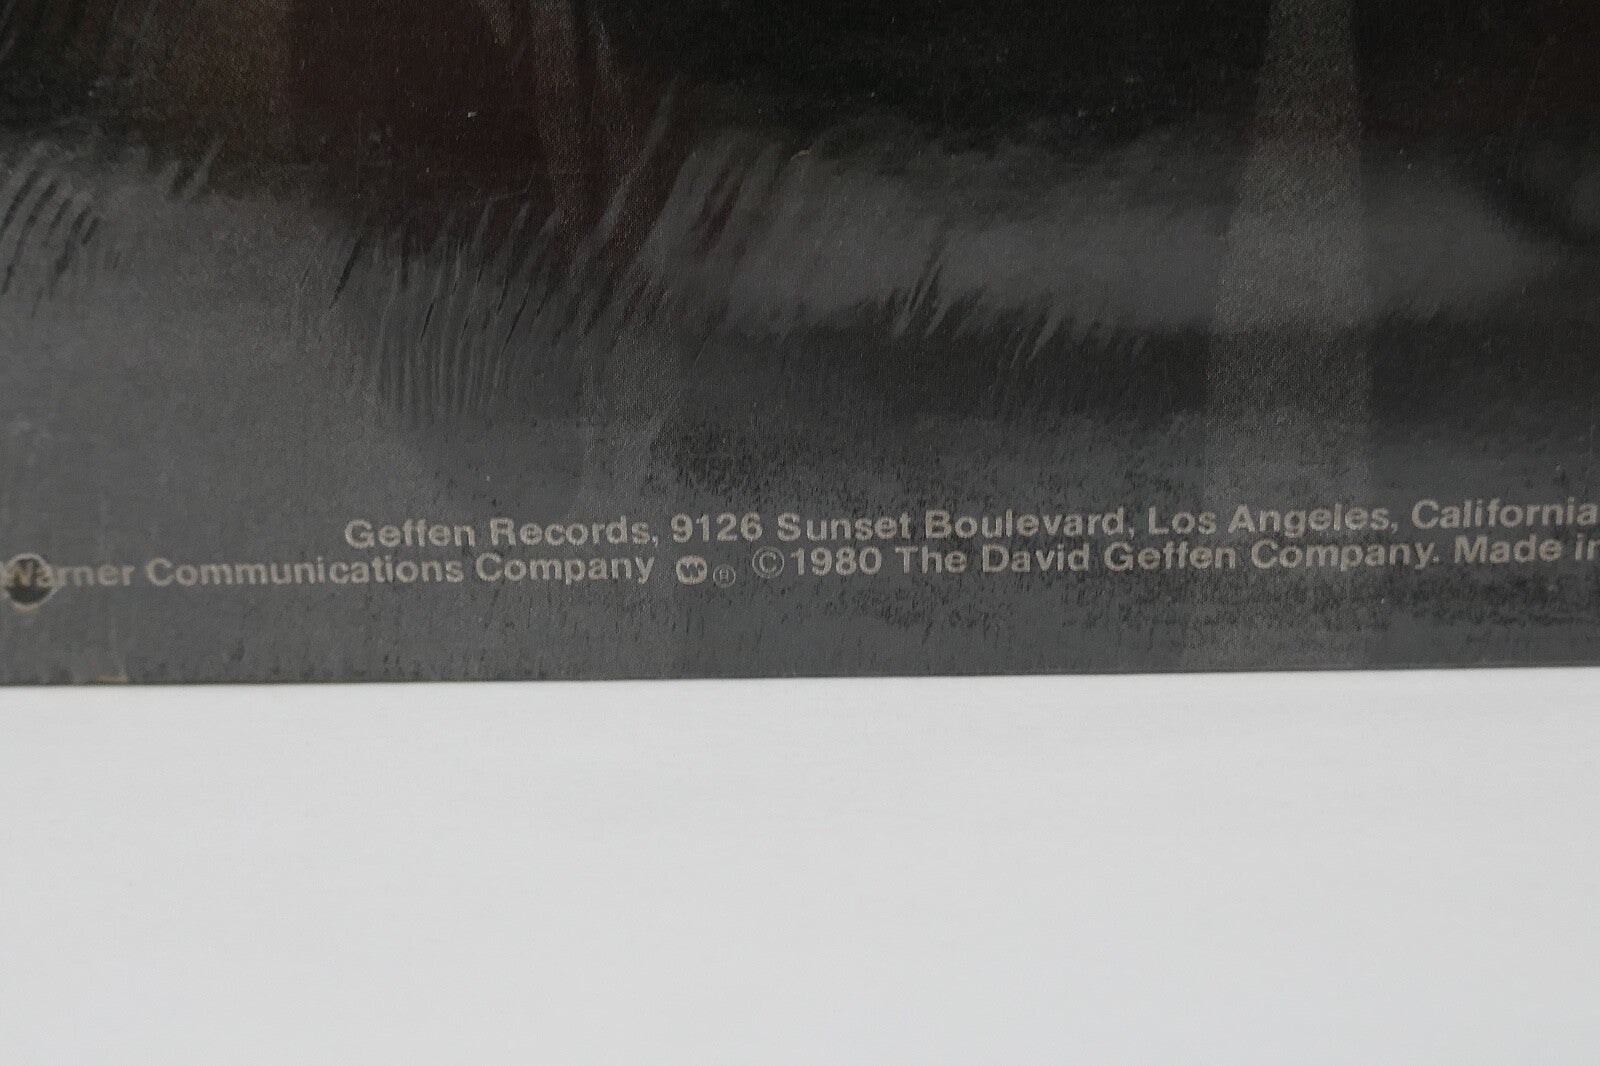 Geffen Records, 9126 Sunset Boulevard, Los Angeles, California
Warner Communications Company ® ©1980 The David Geffen Company. Made in